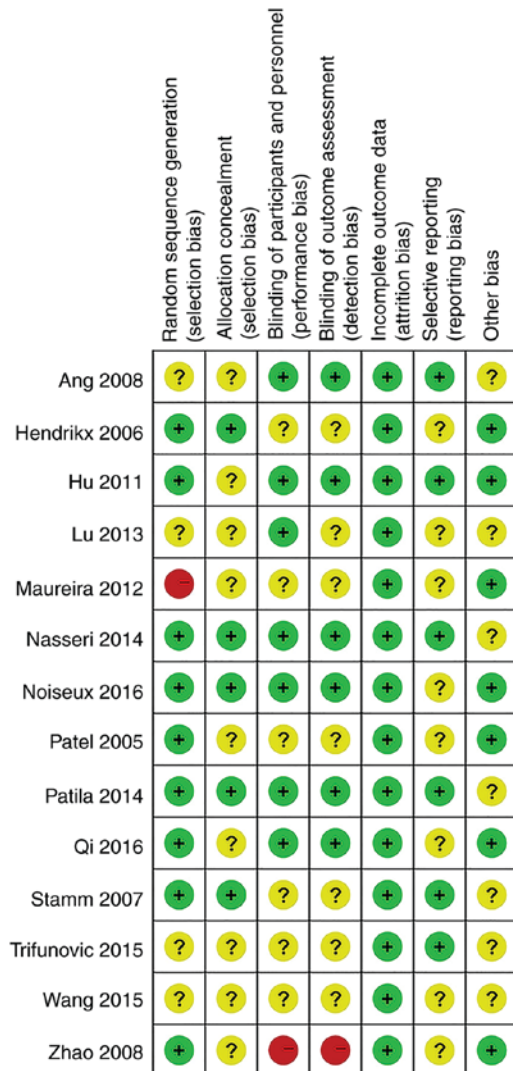 Random sequence generation
(selection bias)
Allocation concealment
(selection bias)
Blinding of participants and personnel
(performance bias)
Blinding of outcome assessment
(detection bias)
Incomplete outcome data
(attrition bias)
Selective reporting
(reporting bias)
Other bias
Ang 2008 ? ? + + + + ?
Hendrikx 2006 + + ? ? + ? +
Hu 2011 + ? + + + + +
Lu 2013 ? ? + ? + ? ?
Maureira 2012 - ? ? ? + ? +
Nasseri 2014 + + + + + + ?
Noiseux 2016 + + + + + ? +
Patel 2005 + ? ? ? + ? +
Patila 2014 + + + + + + ?
Qi 2016 + ? + + + ? +
Stamm 2007 + + ? ? + + ?
Trifunovic 2015 ? ? ? ? + + ?
Wang 2015 ? ? ? ? + ? ?
Zhao 2008 + ? - - + ? +